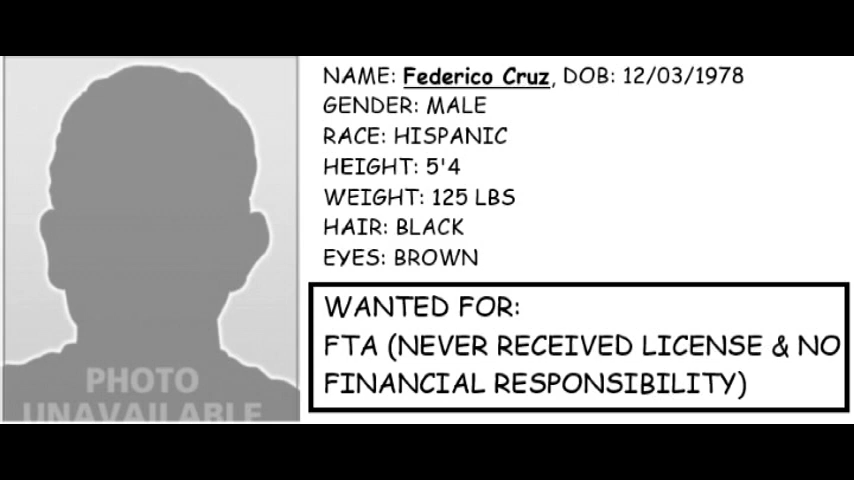 NAME: Federico Cruz, DOB: 12/03/1978
GENDER: MALE
RACE: HISPANIC
HEIGHT: 5'4
WEIGHT: 125 LBS
HAIR: BLACK
EYES: BROWN
WANTED FOR:
FTA (NEVER RECEIVED LICENSE & NO
FINANCIAL RESPONSIBILITY)
PHOTO
UNAVAILABLE